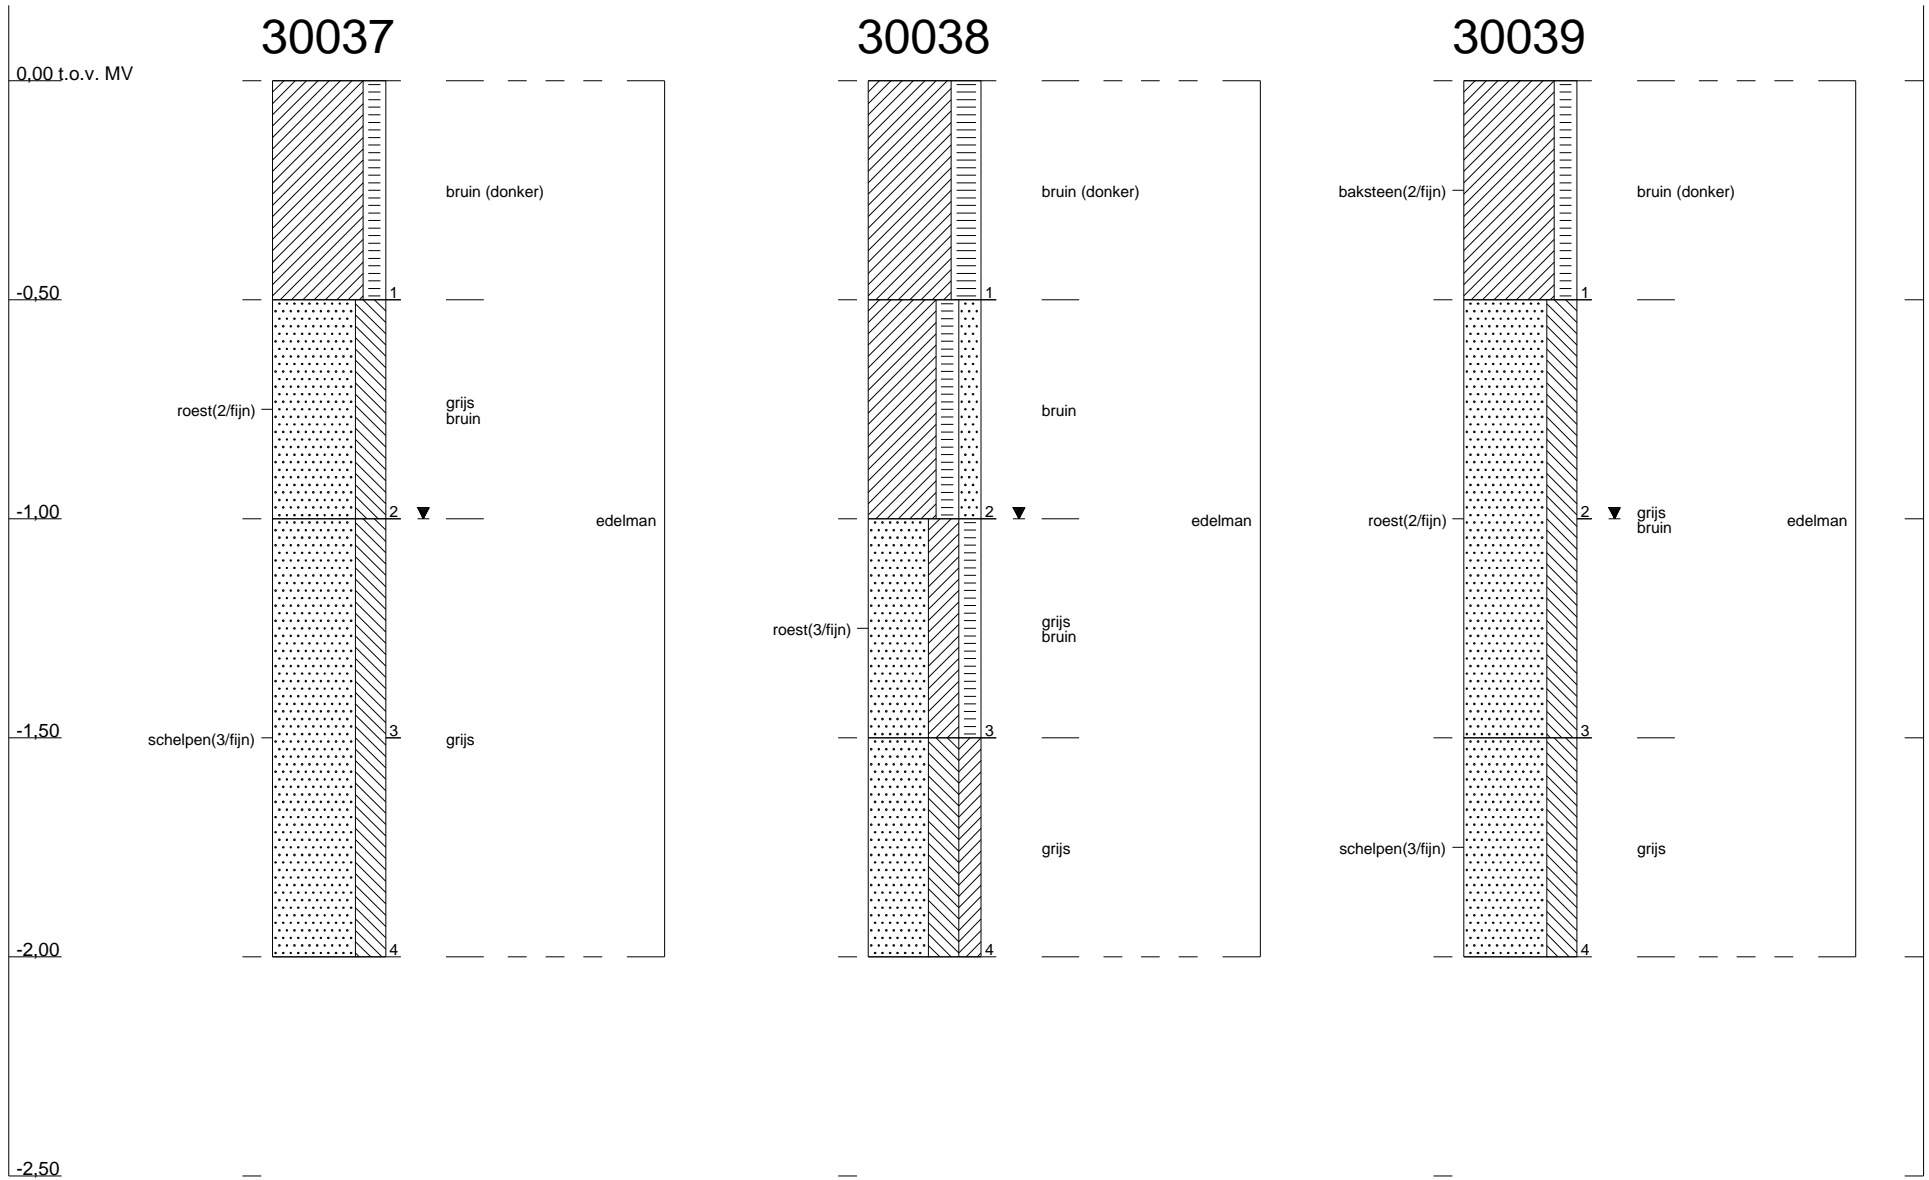 30037
30038
30039
0,00 t.o.v. MV
bruin (donker)
bruin (donker)
baksteen(2/fijn)
bruin (donker)
-0,50
1
1
1
roest(2/fijn)
grijs
bruin
bruin
-1,00
2
edelman
2
edelman
roest(2/fijn)
2
grijs
bruin
edelman
roest(3/fijn)
grijs
bruin
-1,50
schelpen(3/fijn)
3
grijs
3
3
grijs
schelpen(3/fijn)
grijs
-2,00
4
4
4
-2,50